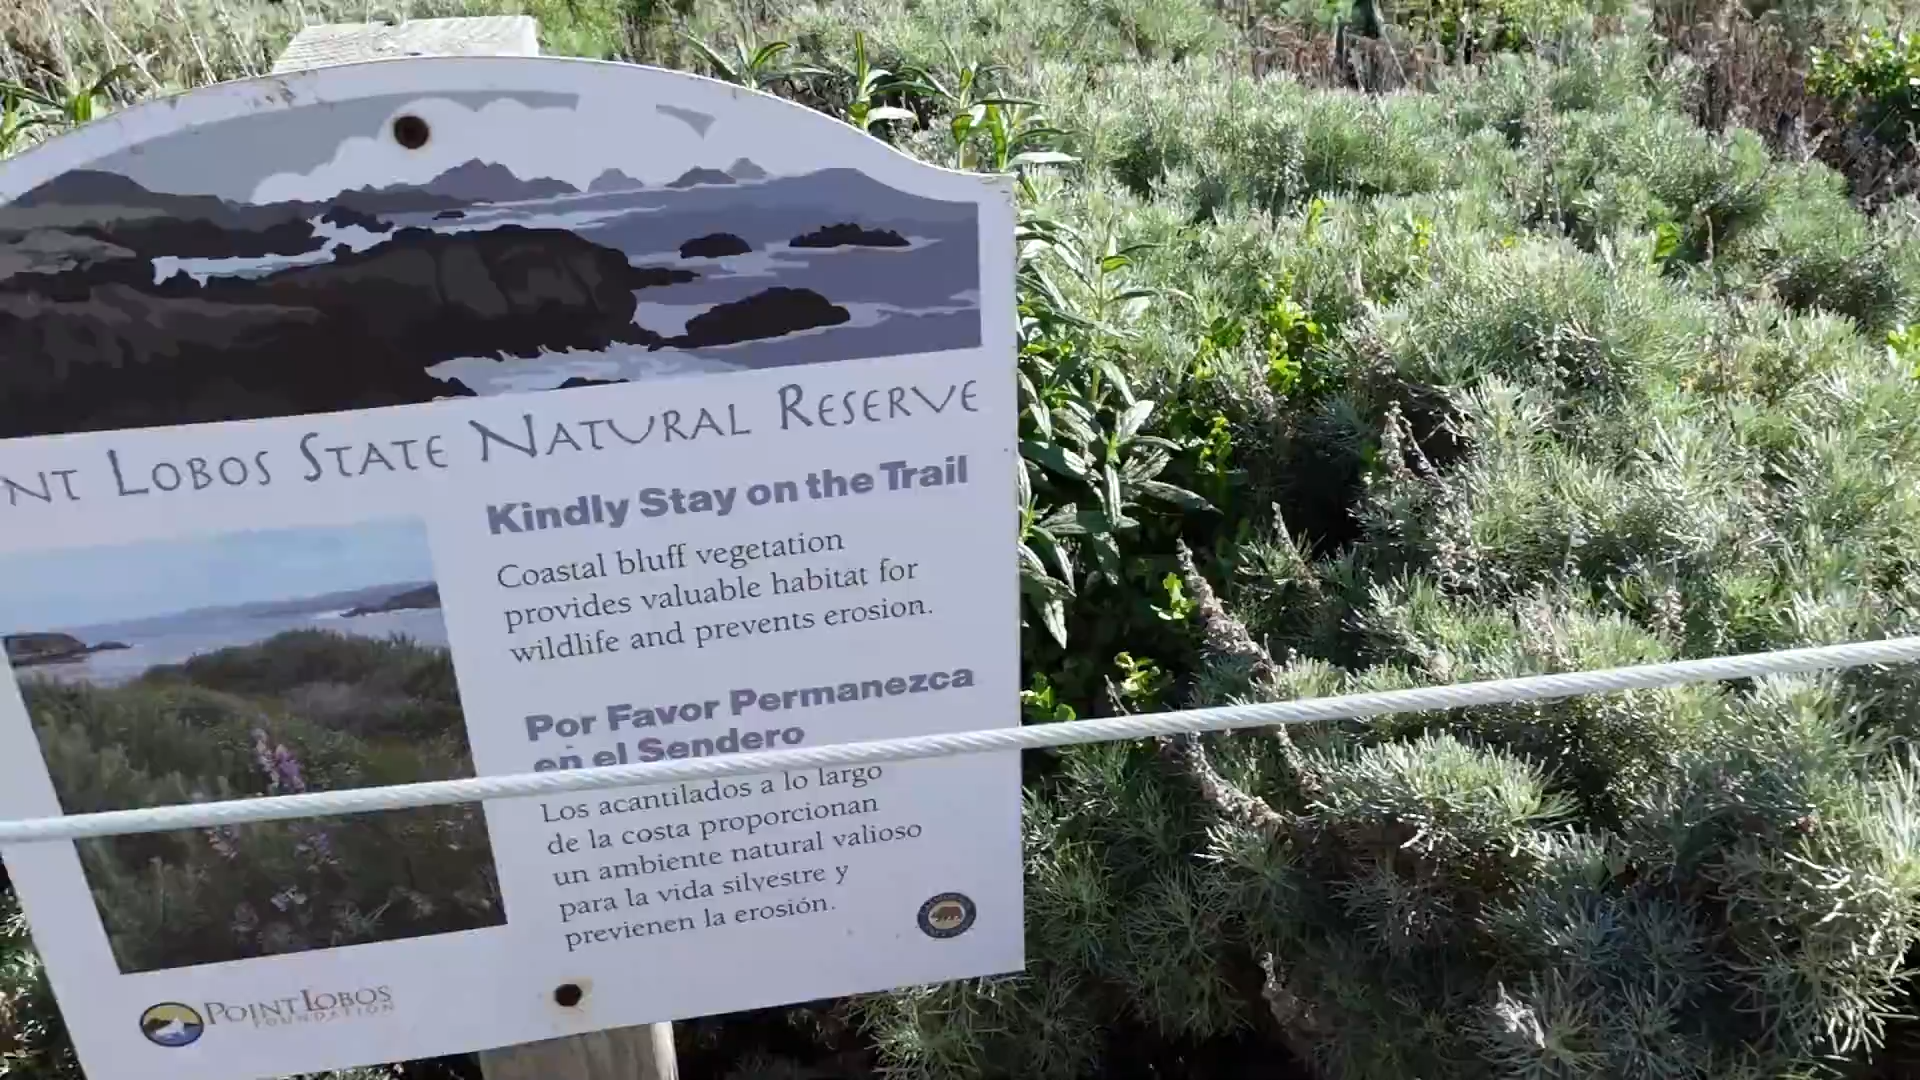 NT LOBOS STATE NATURAL RESERVE
Kindly Stay on the Trail
Coastal bluff vegetation
provides valuable habitat for
wildlife and prevents erosion.
Por Favor Permanezca
en el Sendero
Los acantilados a lo largo
de la costa proporcionan
un ambiente natural valioso
para la vida silvestre y
previenen la erosión.
POINT LOBOS
FOUNDATION